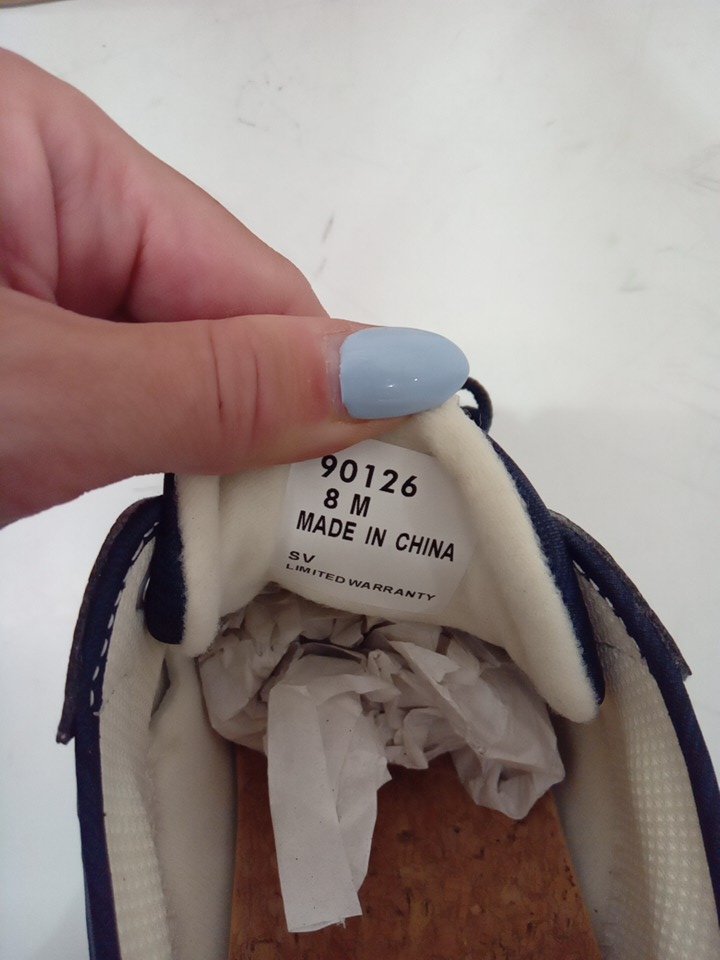 90126
8 M
MADE IN CHINA
SV
LIMITED WARRANTY